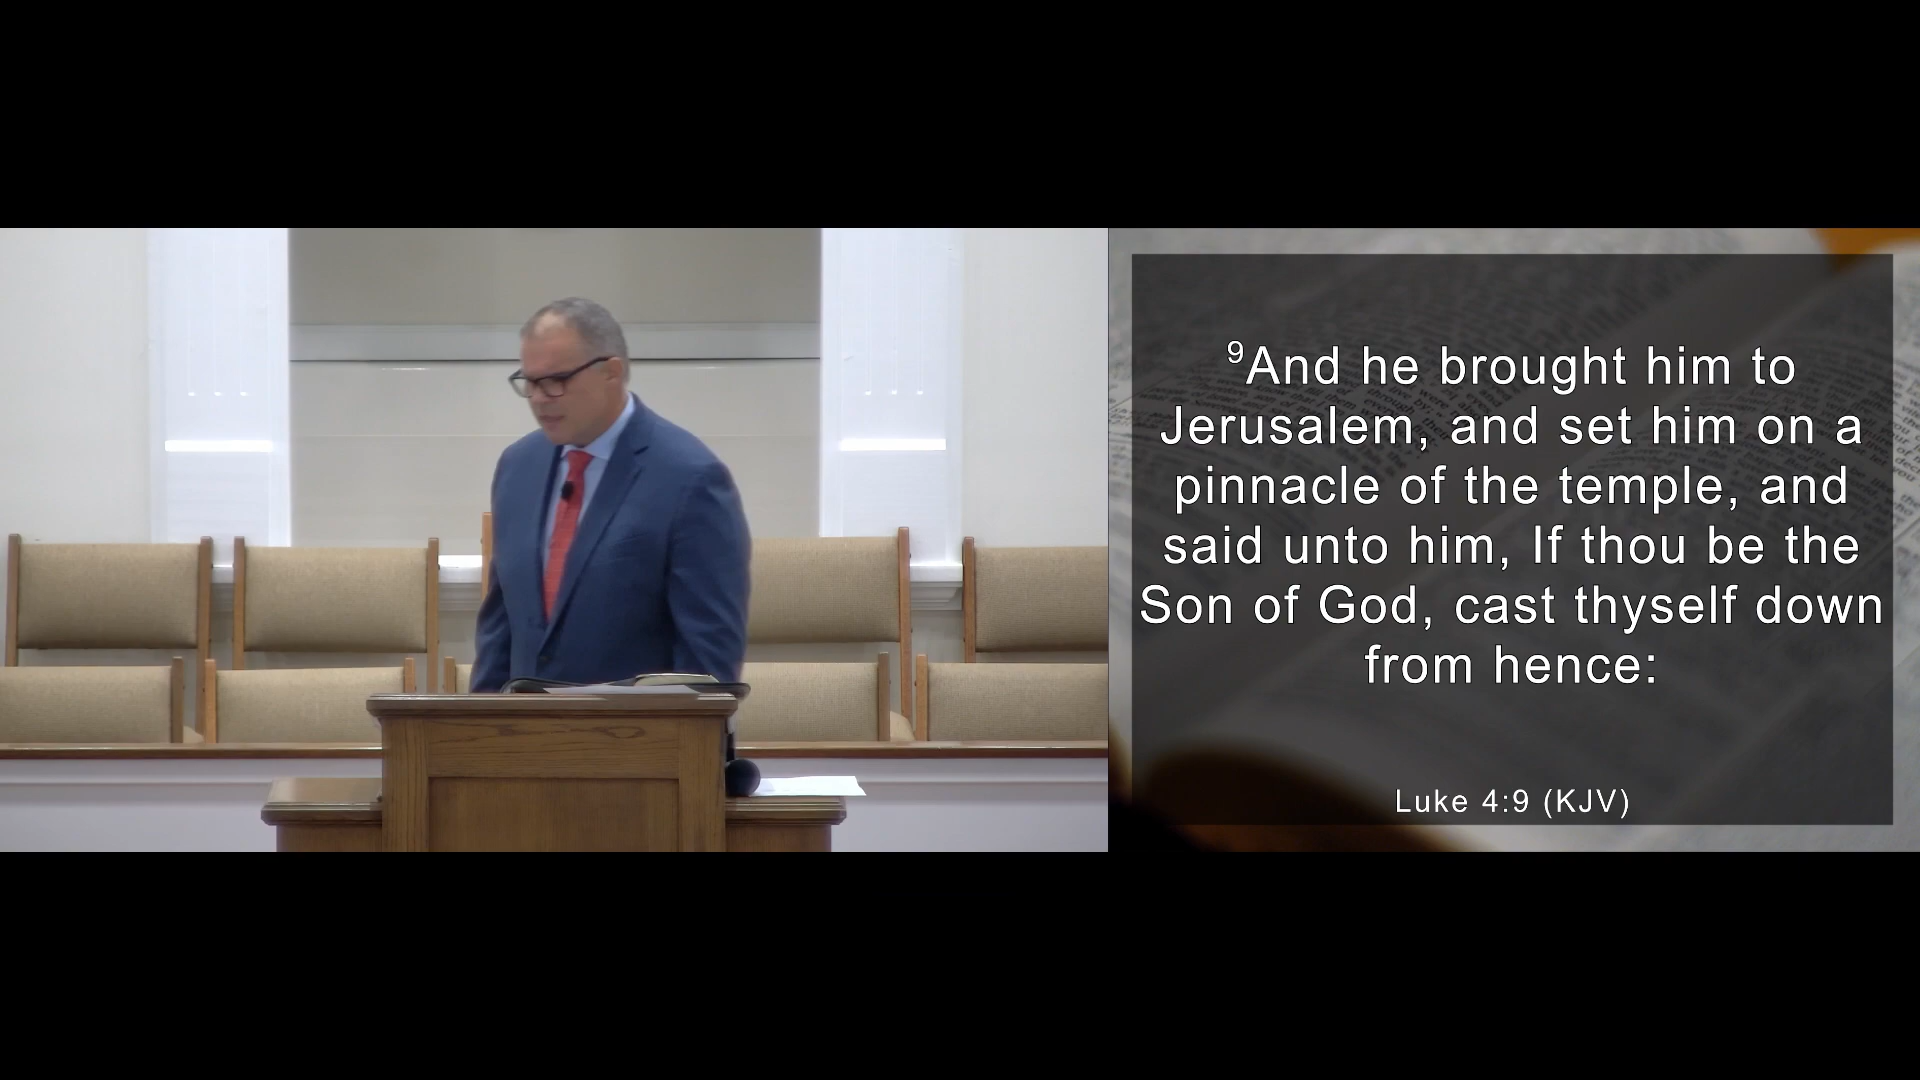 9And he brought him to
Jerusalem, and set him on a
pinnacle of the temple, and
said unto him, If thou be the
Son of God, cast thyself down
from hence:
Luke 4:9 (KJV)